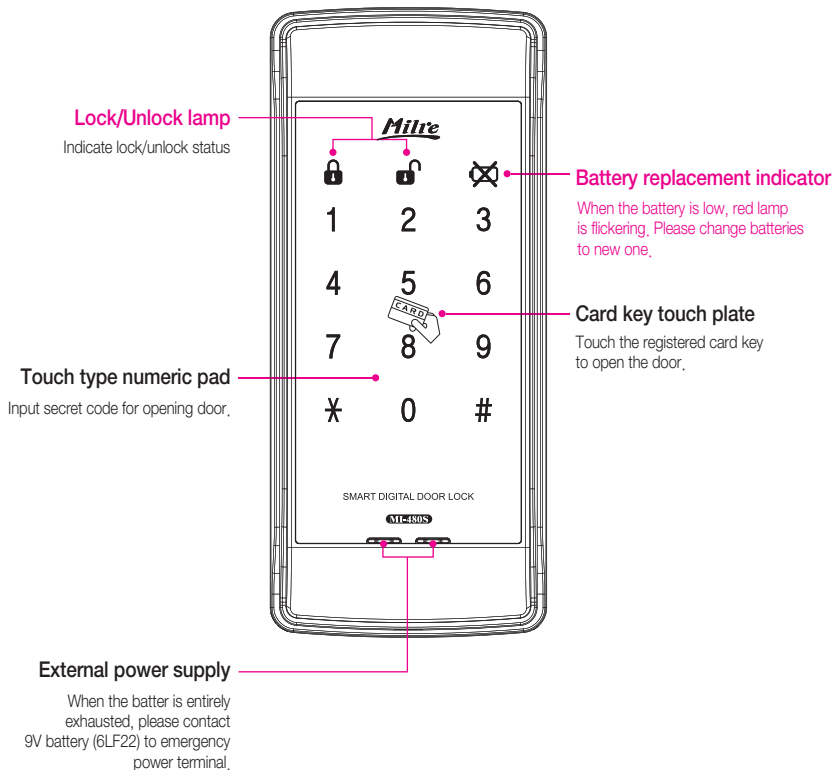 Lock/Unlock lamp
Indicate lock/unlock status
Milre
Battery replacement indicator
When the battery is low, red lamp
is flickering. Please change batteries
to new one.
1 2 3
4 5 6
CARD
Card key touch plate
Touch the registered card key
to open the door.
7 8 9
Touch type numeric pad
Input secret code for opening door.
* 0 #
SMART DIGITAL DOOR LOCK
MI-480S
External power supply
When the batter is entirely
exhausted, please contact
9V battery (6LF22) to emergency
power terminal.